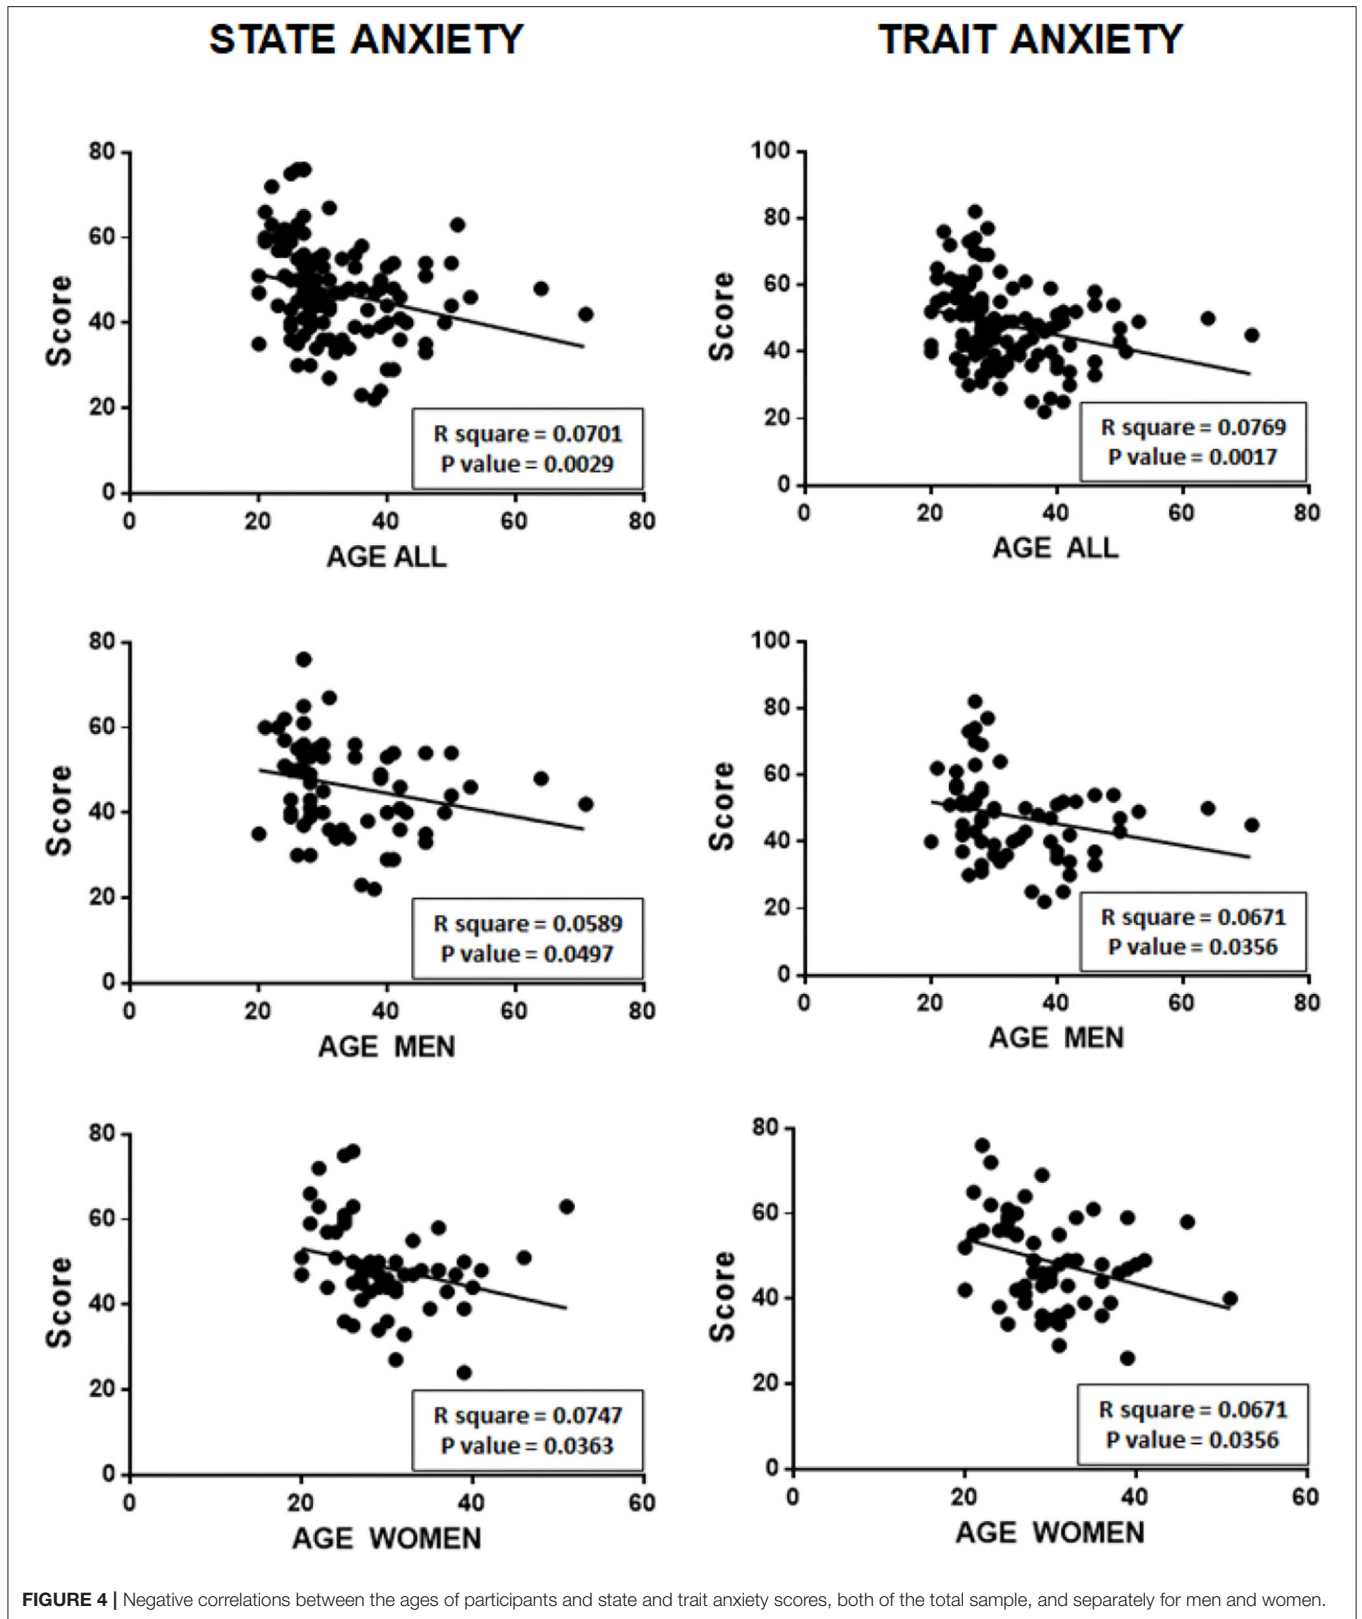 STATE ANXIETY
TRAIT ANXIETY
80
60
40
20
0
Score
0 20 40 60 80
AGE ALL
R square = 0.0701
P value = 0.0029
100
80
60
40
20
0
Score
0 20 40 60 80
AGE ALL
R square = 0.0769
P value = 0.0017
80
60
40
20
0
Score
0 20 40 60 80
AGE MEN
R square = 0.0589
P value = 0.0497
100
80
60
40
20
0
Score
0 20 40 60 80
AGE MEN
R square = 0.0671
P value = 0.0356
80
60
40
20
0
Score
0 20 40 60
AGE WOMEN
R square = 0.0747
P value = 0.0363
80
60
40
20
0
Score
0 20 40 60
AGE WOMEN
R square = 0.0671
P value = 0.0356
FIGURE 4 | Negative correlations between the ages of participants and state and trait anxiety scores, both of the total sample, and separately for men and women.